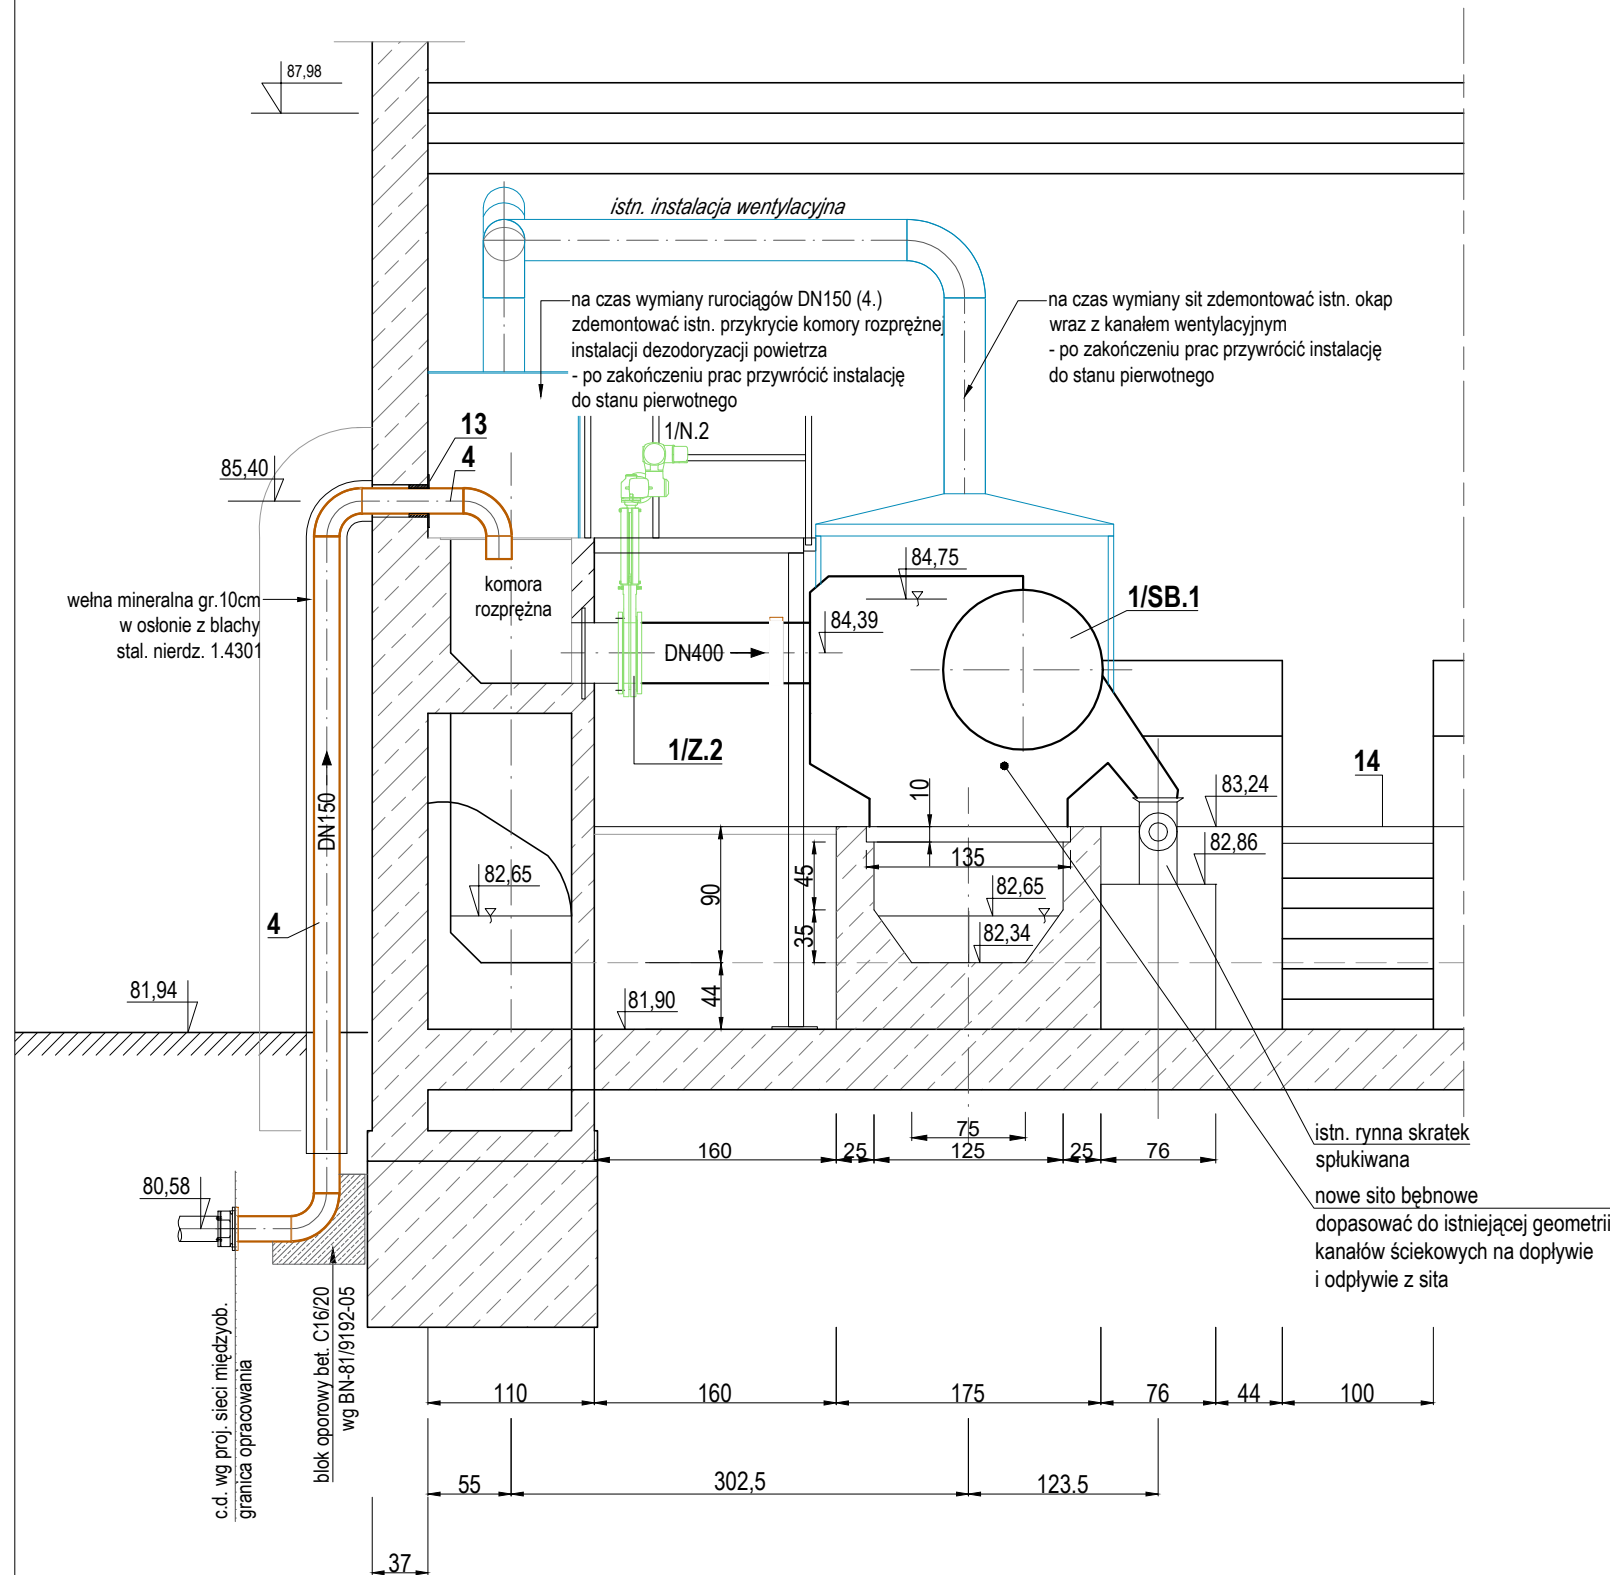 87,98
istn. instalacja wentylacyjna
na czas wymiany rurociągów DN150 (4.)
zdemontować istn. przykrycie komory rozprężnej
instalacji dezodoryzacji powietrza
- po zakończeniu prac przywrócić instalację
do stanu pierwotnego
na czas wymiany sit zdemontować istn. okap
wraz z kanałem wentylacyjnym
- po zakończeniu prac przywrócić instalację
do stanu pierwotnego
1/N.2
13
4
85,40
komora
rozprężna
84,75
1/SB.1
wełna mineralna gr.10cm
w osłonie z blachy
stal. nierdz. 1.4301
84,39
DN400
1/Z.2
14
DN150
10
83,24
82,86
135
45
90
35
82,65
82,65
82,34
4
81,94
81,90
44
75
160
25
125
25
76
istn. rynna skratek
spłukiwana
80,58
nowe sito bębnowe
dopasować do istniejącej geometrii
kanałów ściekowych na dopływie
i odpływie z sita
c.d. wg proj. sieci międzyob.
granica opracowania
blok oporowy bet. C16/20
wg BN-81/9192-05
110
160
175
76
44
100
55
302,5
123.5
37